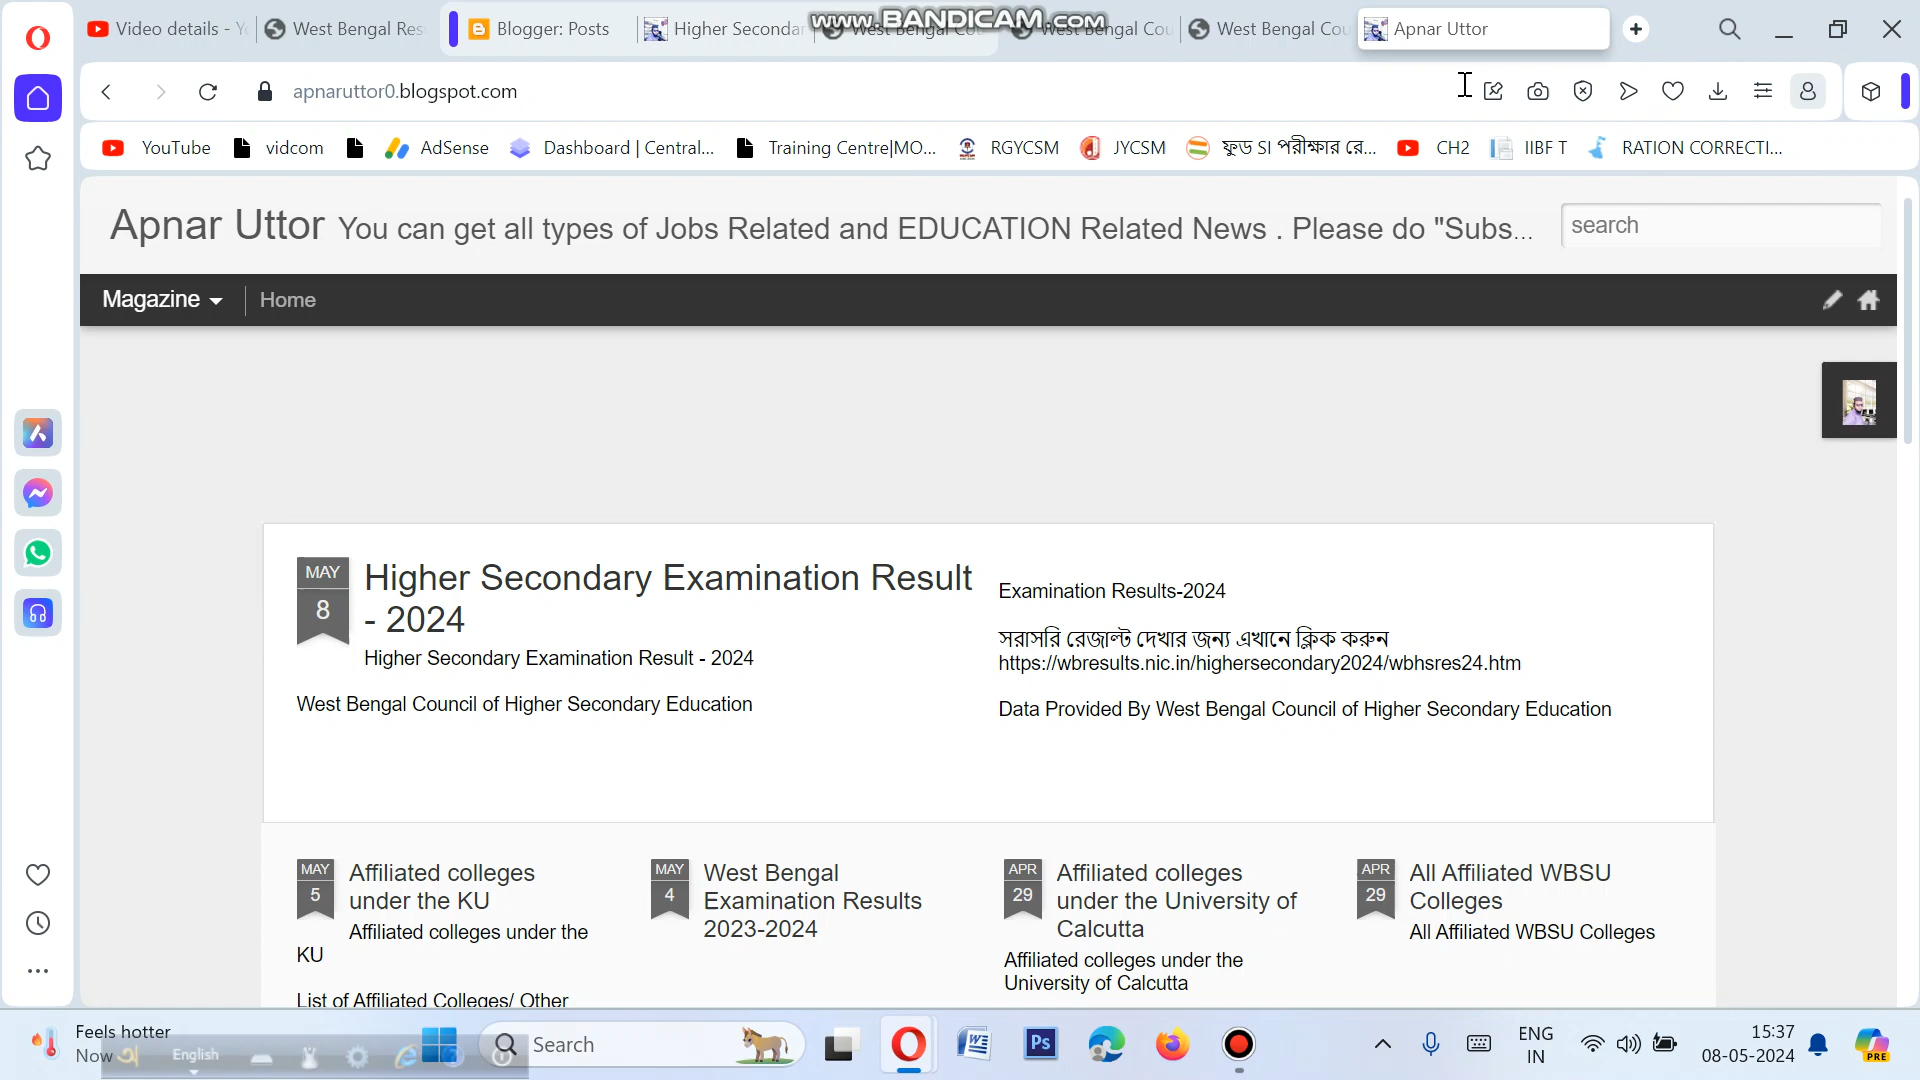 Video details - Yo
West Bengal Res
Blogger: Posts
Higher Secondar
West Bengal Cou
West Bengal Cou
West Bengal Cou
Apnar Uttor
www.BANDICAM.com
apnaruttor0.blogspot.com
YouTube
vidcom
AdSense
Dashboard | Central...
Training Centre|MO...
RGYCSM
JYCSM
ফুড SI পরীক্ষার রে...
CH2
IIBF T
RATION CORRECTI...
Apnar Uttor You can get all types of Jobs Related and EDUCATION Related News . Please do "Subs...
search
Magazine
Home
MAY
8
Higher Secondary Examination Result
- 2024
Higher Secondary Examination Result - 2024
West Bengal Council of Higher Secondary Education
Examination Results-2024
সরাসরি রেজাল্ট দেখার জন্য এখানে ক্লিক করুন
https://wbresults.nic.in/highersecondary2024/wbhsres24.htm
Data Provided By West Bengal Council of Higher Secondary Education
MAY
5
Affiliated colleges
under the KU
Affiliated colleges under the
KU
List of Affiliated Colleges/ Other
MAY
4
West Bengal
Examination Results
2023-2024
APR
29
Affiliated colleges
under the University of
Calcutta
Affiliated colleges under the
University of Calcutta
APR
29
All Affiliated WBSU
Colleges
All Affiliated WBSU Colleges
Feels hotter
Now
অ
English
Search
Ps
ENG
IN
15:37
08-05-2024
PRE